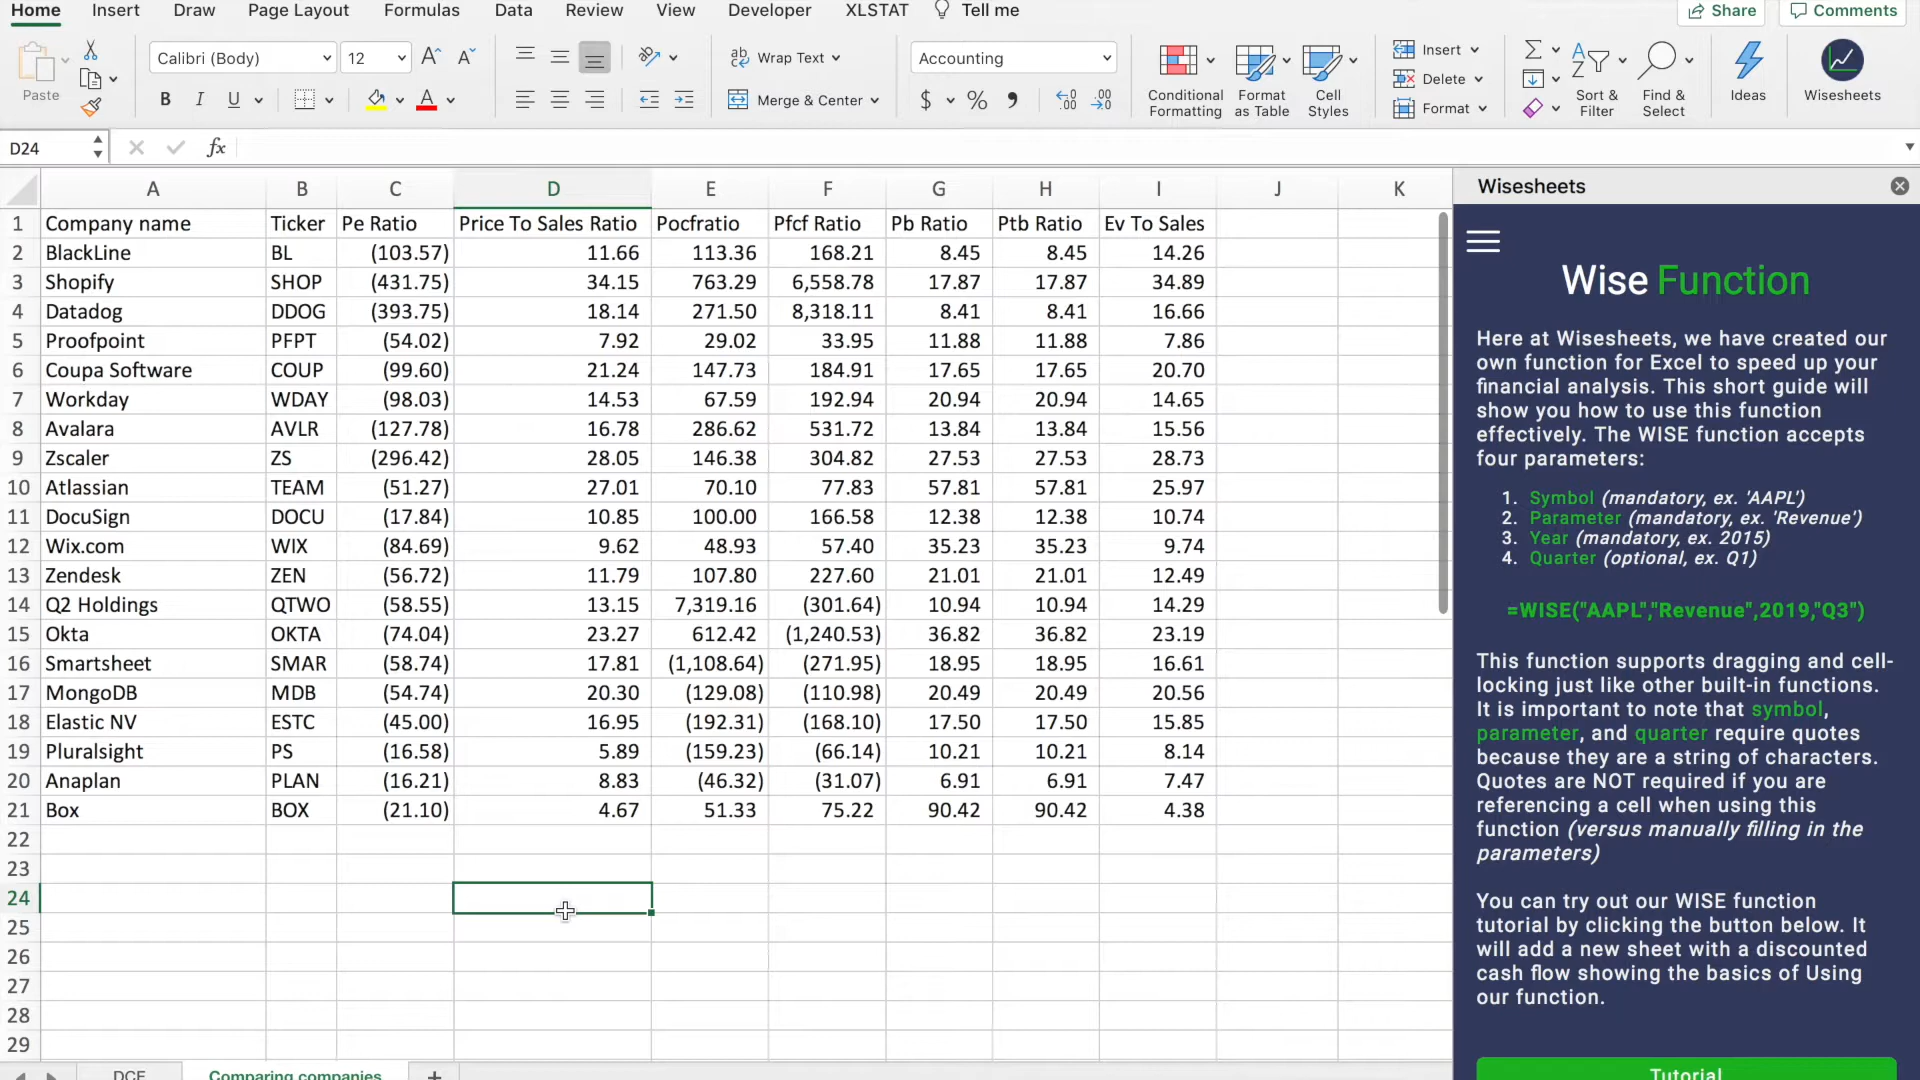 Home Insert Draw Page Layout Formulas Data Review View Developer XLSTAT Tell me Share Comments
Paste Calibri (Body) 12 A A Wrap Text Accounting Insert Σ A Z
B I U A Merge & Center $ % Delete Format
Conditional Formatting Format as Table Cell Styles Sort & Filter Find & Select Ideas Wisesheets
D24 fx
A B C D E F G H I J K
1 Company name Ticker Pe Ratio Price To Sales Ratio Pocfratio Pfcf Ratio Pb Ratio Ptb Ratio Ev To Sales
2 BlackLine BL (103.57) 11.66 113.36 168.21 8.45 8.45 14.26
3 Shopify SHOP (431.75) 34.15 763.29 6,558.78 17.87 17.87 34.89
4 Datadog DDOG (393.75) 18.14 271.50 8,318.11 8.41 8.41 16.66
5 Proofpoint PFPT (54.02) 7.92 29.02 33.95 11.88 11.88 7.86
6 Coupa Software COUP (99.60) 21.24 147.73 184.91 17.65 17.65 20.70
7 Workday WDAY (98.03) 14.53 67.59 192.94 20.94 20.94 14.65
8 Avalara AVLR (127.78) 16.78 286.62 531.72 13.84 13.84 15.56
9 Zscaler ZS (296.42) 28.05 146.38 304.82 27.53 27.53 28.73
10 Atlassian TEAM (51.27) 27.01 70.10 77.83 57.81 57.81 25.97
11 DocuSign DOCU (17.84) 10.85 100.00 166.58 12.38 12.38 10.74
12 Wix.com WIX (84.69) 9.62 48.93 57.40 35.23 35.23 9.74
13 Zendesk ZEN (56.72) 11.79 107.80 227.60 21.01 21.01 12.49
14 Q2 Holdings QTWO (58.55) 13.15 7,319.16 (301.64) 10.94 10.94 14.29
15 Okta OKTA (74.04) 23.27 612.42 (1,240.53) 36.82 36.82 23.19
16 Smartsheet SMAR (58.74) 17.81 (1,108.64) (271.95) 18.95 18.95 16.61
17 MongoDB MDB (54.74) 20.30 (129.08) (110.98) 20.49 20.49 20.56
18 Elastic NV ESTC (45.00) 16.95 (192.31) (168.10) 17.50 17.50 15.85
19 Pluralsight PS (16.58) 5.89 (159.23) (66.14) 10.21 10.21 8.14
20 Anaplan PLAN (16.21) 8.83 (46.32) (31.07) 6.91 6.91 7.47
21 Box BOX (21.10) 4.67 51.33 75.22 90.42 90.42 4.38
22
23
24
25
26
27
28
29
DCF Comparing companies +
Wisesheets
Wise Function
Here at Wisesheets, we have created our
own function for Excel to speed up your
financial analysis. This short guide will
show you how to use this function
effectively. The WISE function accepts
four parameters:
1. Symbol (mandatory, ex. 'AAPL')
2. Parameter (mandatory, ex. 'Revenue')
3. Year (mandatory, ex. 2015)
4. Quarter (optional, ex. Q1)
=WISE("AAPL","Revenue",2019,"Q3")
This function supports dragging and cell-
locking just like other built-in functions.
It is important to note that symbol,
parameter, and quarter require quotes
because they are a string of characters.
Quotes are NOT required if you are
referencing a cell when using this
function (versus manually filling in the
parameters)
You can try out our WISE function
tutorial by clicking the button below. It
will add a new sheet with a discounted
cash flow showing the basics of Using
our function.
Tutorial